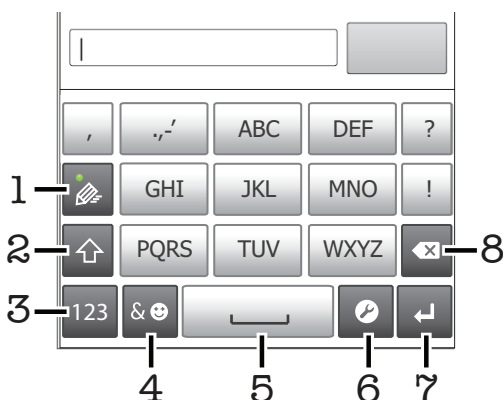 , .,-′ ABC DEF ?
1 GHI JKL MNO !
2 PQRS TUV WXYZ 8
3 123 &
4 5 6 7